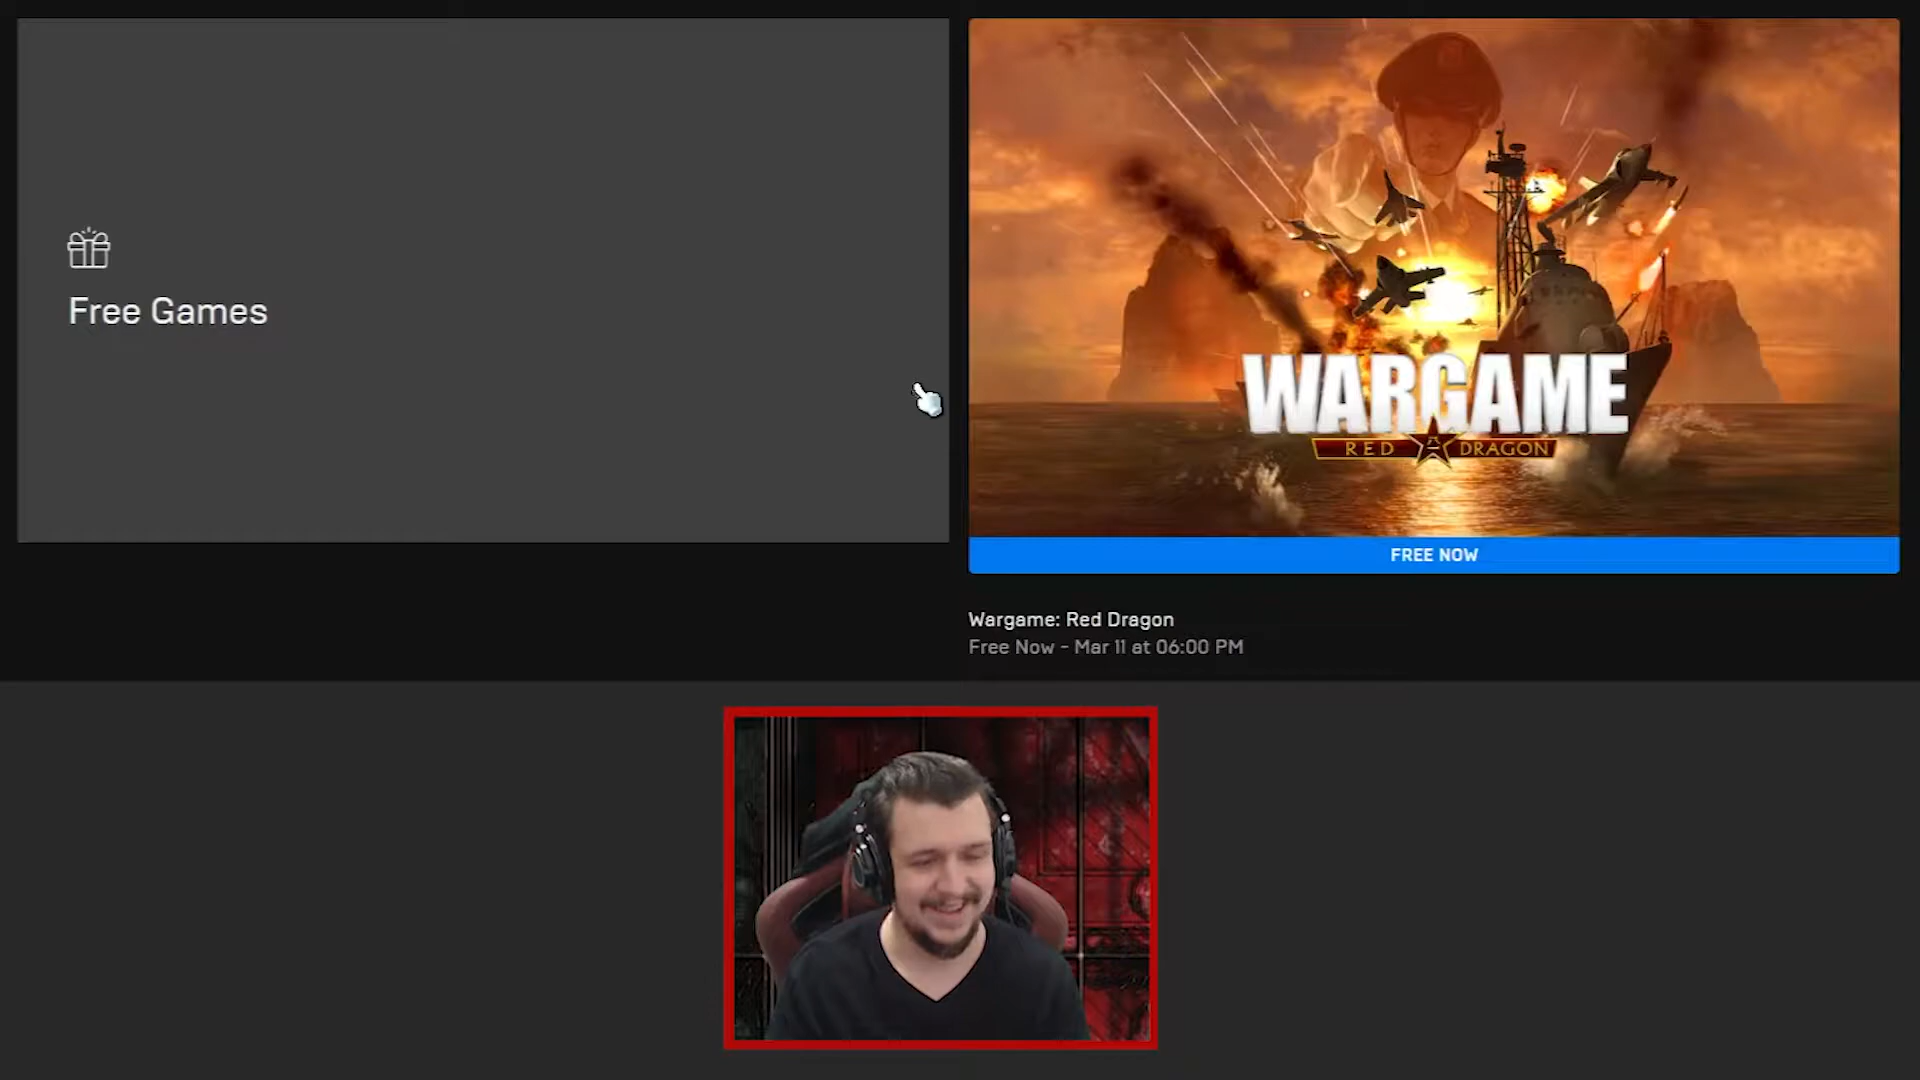 Free Games
WARGAME
RED DRAGON
FREE NOW
Wargame: Red Dragon
Free Now - Mar 11 at 06:00 PM